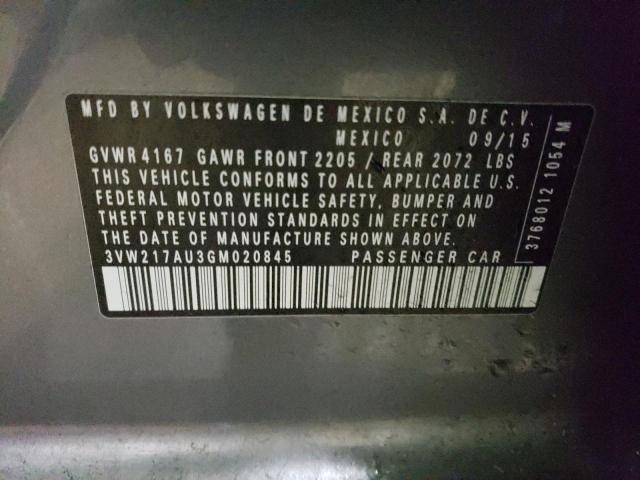 MFD BY VOLKSWAGEN DE MEXICO S.A. DE C.V.
MEXICO 09/15
GVWR 4167 GAWR FRONT 2205 / REAR 2072 LBS
THIS VEHICLE CONFORMS TO ALL APPLICABLE U.S.
FEDERAL MOTOR VEHICLE SAFETY, BUMPER AND
THEFT PREVENTION STANDARDS IN EFFECT ON
THE DATE OF MANUFACTURE SHOWN ABOVE.
3VW217AU3GM020845 PASSENGER CAR
3768012 1054 M